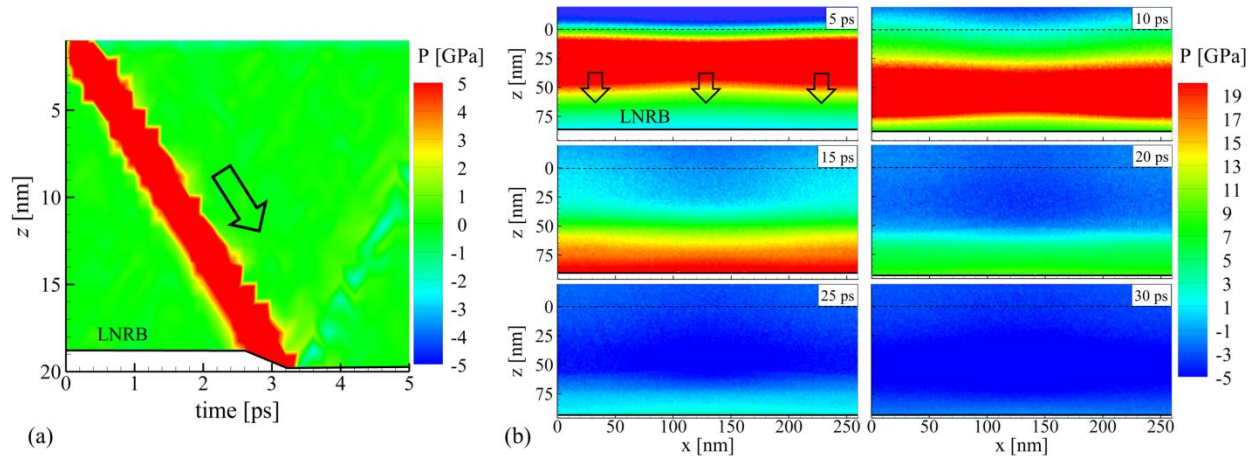 P [GPa]
5
4
3
2
1
0
-1
-2
-3
-4
-5
z [nm]
5
10
15
20
LNRB
0 1 2 3 4 5
time [ps]
(a)
(b)
5 ps
10 ps
z [nm]
0
25
50
75
LNRB
15 ps
20 ps
z [nm]
0
25
50
75
25 ps
30 ps
z [nm]
0
25
50
75
0 50 100 150 200 250
x [nm]
0 50 100 150 200 250
x [nm]
P [GPa]
19
17
15
13
11
9
7
5
3
1
-1
-3
-5